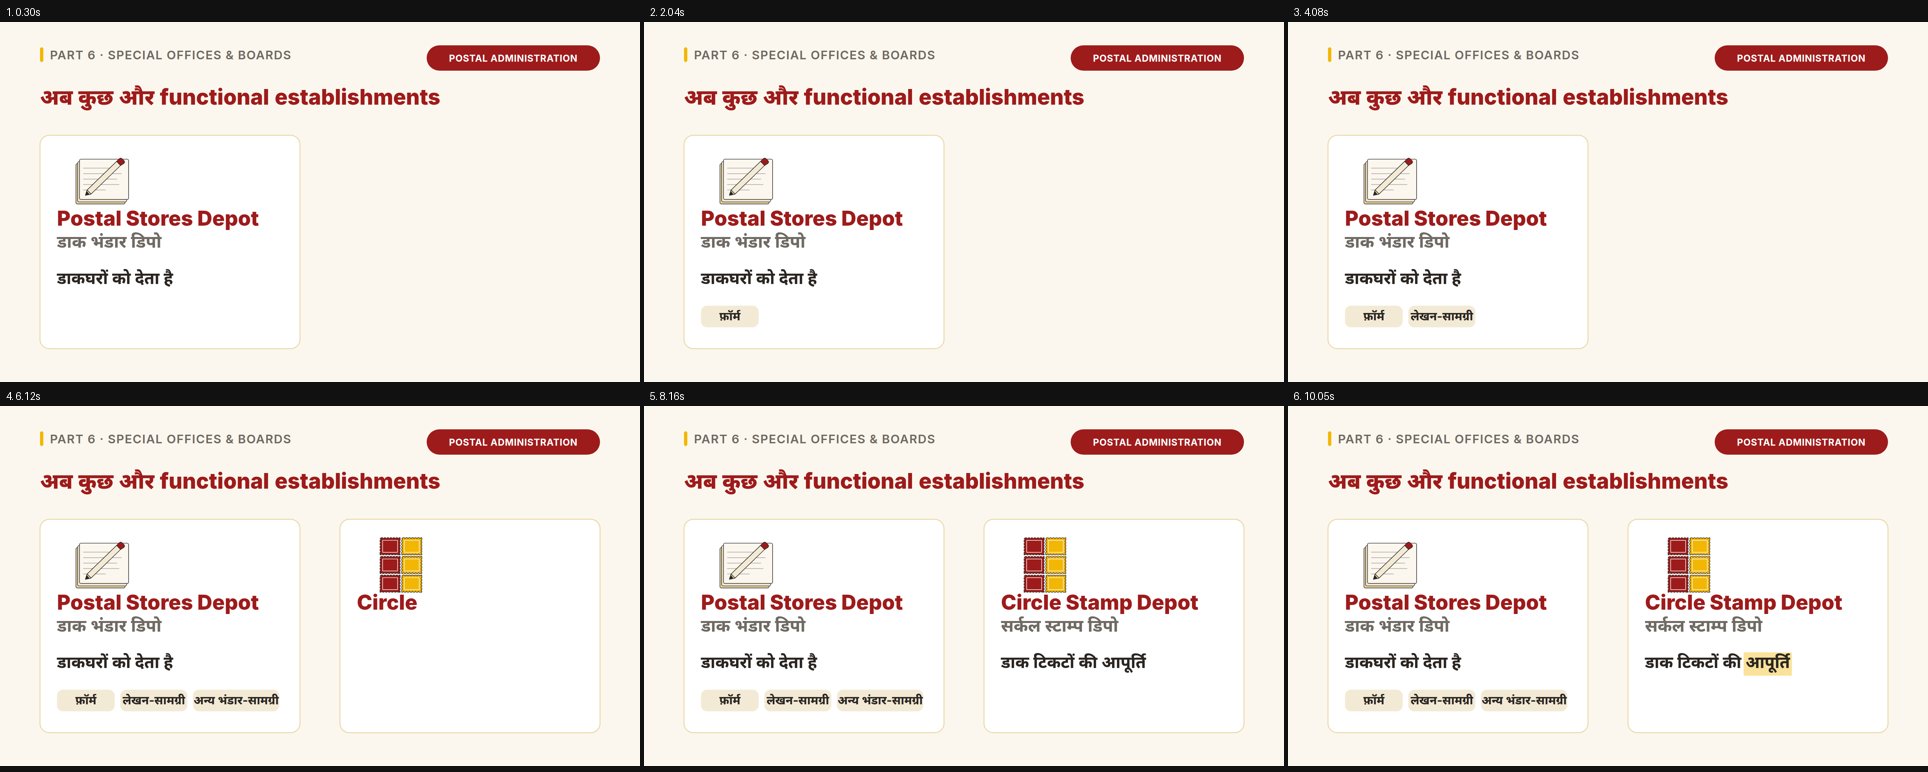 1. 0.30s
PART 6 · SPECIAL OFFICES & BOARDS
POSTAL ADMINISTRATION
अब कुछ और functional establishments
Postal Stores Depot
डाक भंडार डिपो
डाकघरों को देता है
2. 2.04s
PART 6 · SPECIAL OFFICES & BOARDS
POSTAL ADMINISTRATION
अब कुछ और functional establishments
Postal Stores Depot
डाक भंडार डिपो
डाकघरों को देता है
फ़ॉर्म
3. 4.08s
PART 6 · SPECIAL OFFICES & BOARDS
POSTAL ADMINISTRATION
अब कुछ और functional establishments
Postal Stores Depot
डाक भंडार डिपो
डाकघरों को देता है
फ़ॉर्म लेखन-सामग्री
4. 6.12s
PART 6 · SPECIAL OFFICES & BOARDS
POSTAL ADMINISTRATION
अब कुछ और functional establishments
Postal Stores Depot
डाक भंडार डिपो
डाकघरों को देता है
फ़ॉर्म लेखन-सामग्री अन्य भंडार-सामग्री
Circle
5. 8.16s
PART 6 · SPECIAL OFFICES & BOARDS
POSTAL ADMINISTRATION
अब कुछ और functional establishments
Postal Stores Depot
डाक भंडार डिपो
डाकघरों को देता है
फ़ॉर्म लेखन-सामग्री अन्य भंडार-सामग्री
Circle Stamp Depot
सर्कल स्टाम्प डिपो
डाक टिकटों की आपूर्ति
6. 10.05s
PART 6 · SPECIAL OFFICES & BOARDS
POSTAL ADMINISTRATION
अब कुछ और functional establishments
Postal Stores Depot
डाक भंडार डिपो
डाकघरों को देता है
फ़ॉर्म लेखन-सामग्री अन्य भंडार-सामग्री
Circle Stamp Depot
सर्कल स्टाम्प डिपो
डाक टिकटों की आपूर्ति